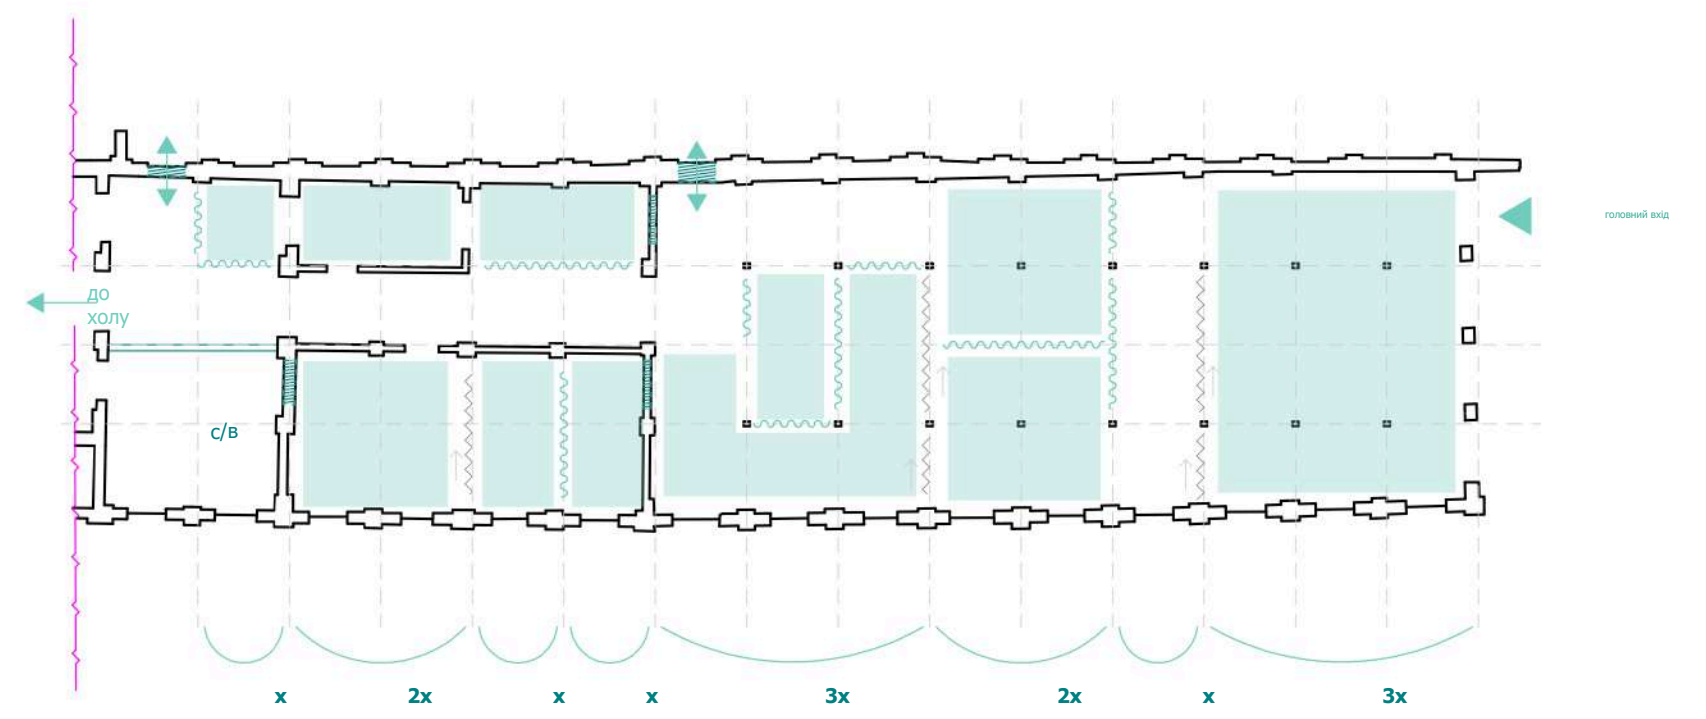 головний вхід
до
холу
с/в
x 2x x x 3x 2x x 3x